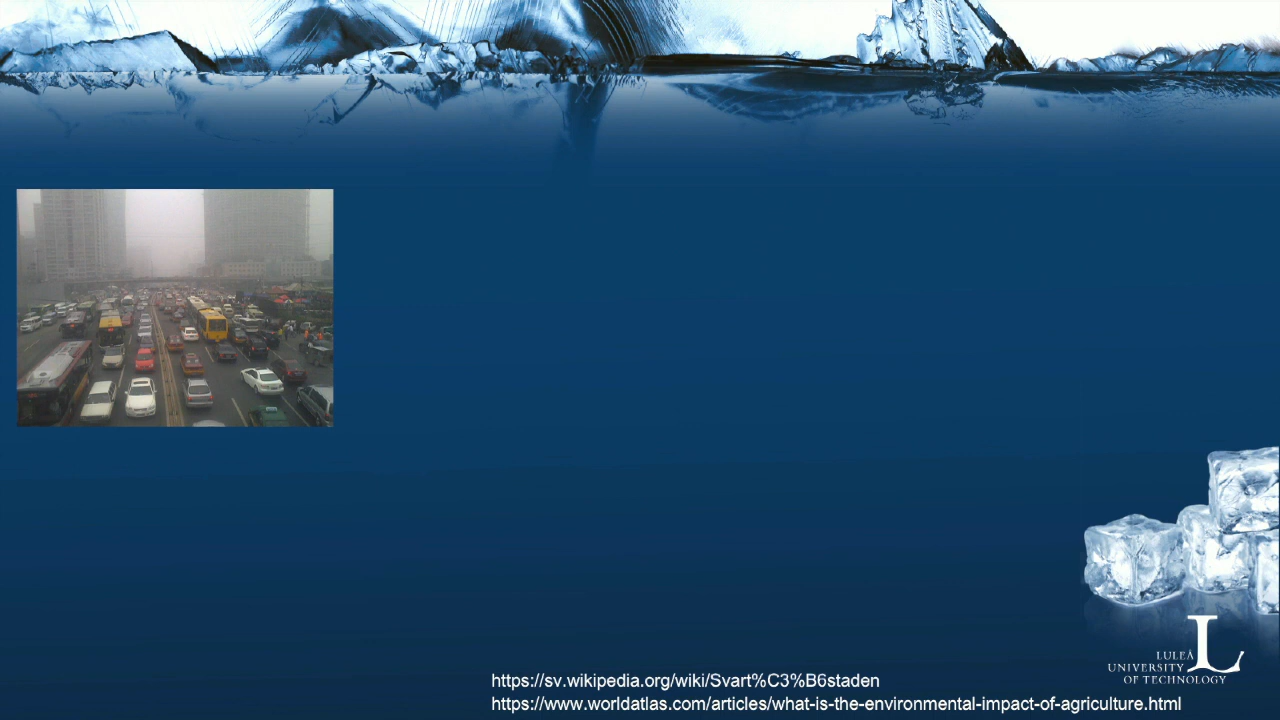 https://sv.wikipedia.org/wiki/Svart%C3%B6staden
https://www.worldatlas.com/articles/what-is-the-environmental-impact-of-agriculture.html
L
LULEÅ
UNIVERSITY
OF TECHNOLOGY